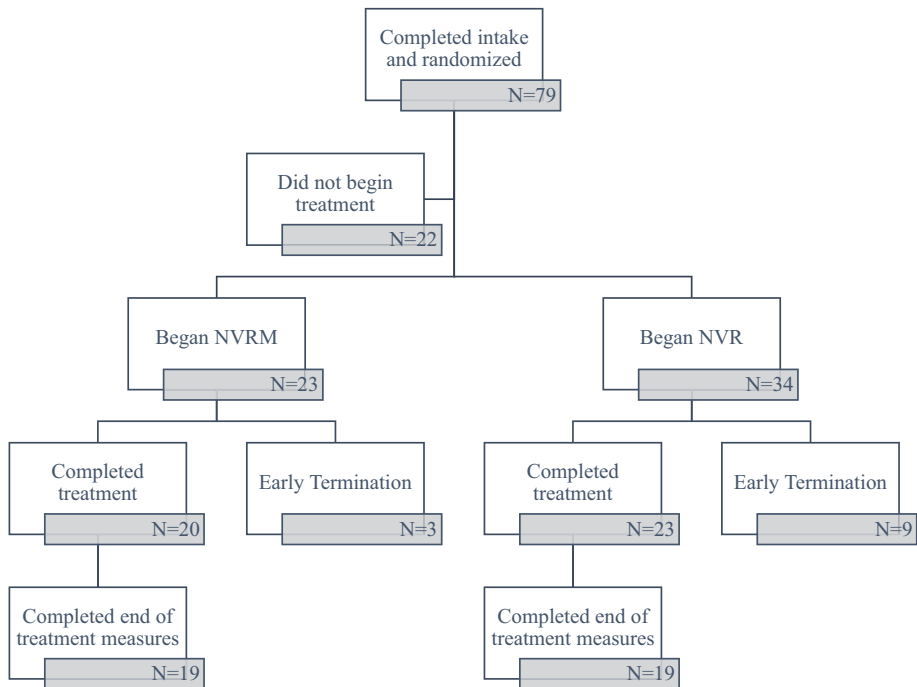 Completed intake
and randomized
N=79
Did not begin
treatment
N=22
Began NVRM
N=23
Began NVR
N=34
Completed
treatment
N=20
Early Termination
N=3
Completed
treatment
N=23
Early Termination
N=9
Completed end of
treatment measures
N=19
Completed end of
treatment measures
N=19